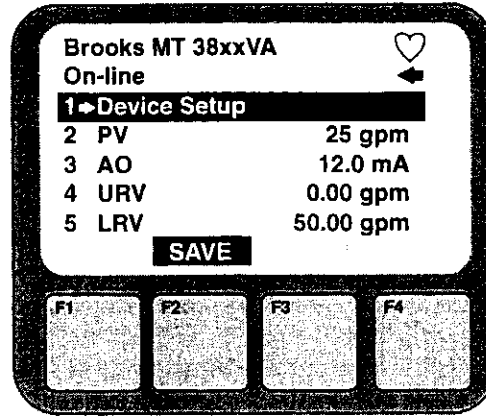 Brooks MT 38xxVA
On-line
1 Device Setup
2 PV 25 gpm
3 AO 12.0 mA
4 URV 0.00 gpm
5 LRV 50.00 gpm
SAVE
F1 F2 F3 F4